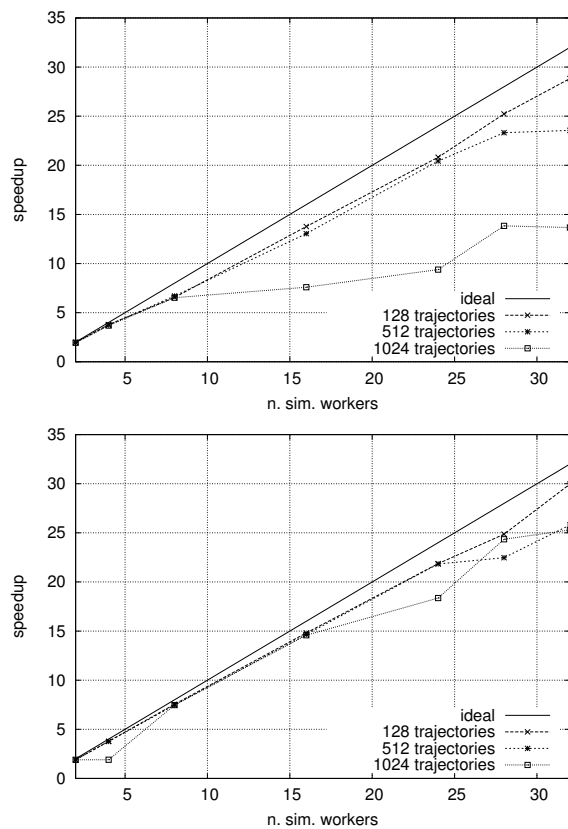 35
30
25
20
15
10
5
0
speedup
ideal
128 trajectories
512 trajectories
1024 trajectories
5 10 15 20 25 30
n. sim. workers
35
30
25
20
15
10
5
0
speedup
ideal
128 trajectories
512 trajectories
1024 trajectories
5 10 15 20 25 30
n. sim. workers